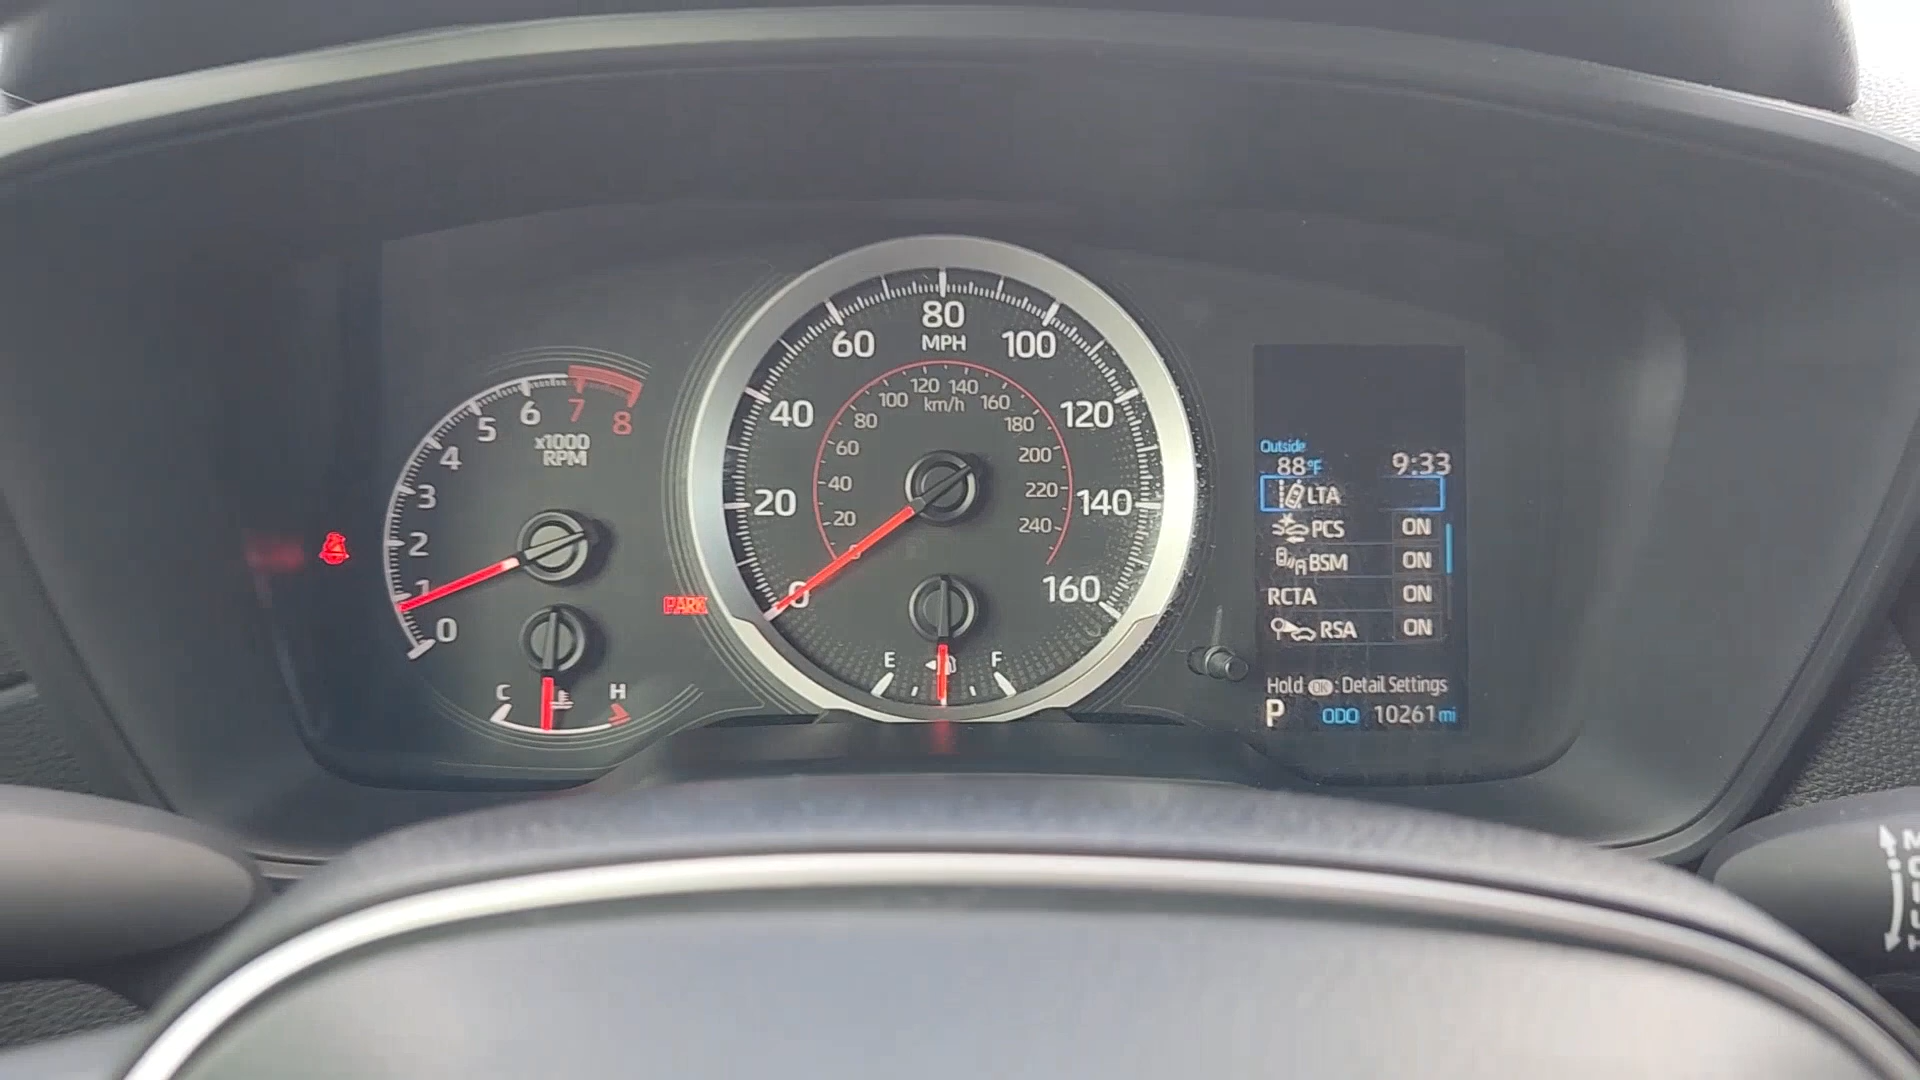 80
MPH
60
100
40
120
20
140
0
160
120 140
100
km/h
160
80
180
60
200
40
220
20
240
0
E
F
8
7
6
5
4
3
2
1
0
x1000
RPM
C
H
PARK
Outside
88°F
9:33
LTA
PCS ON
BSM ON
RCTA ON
RSA ON
Hold OK : Detail Settings
P ODO 10261 mi